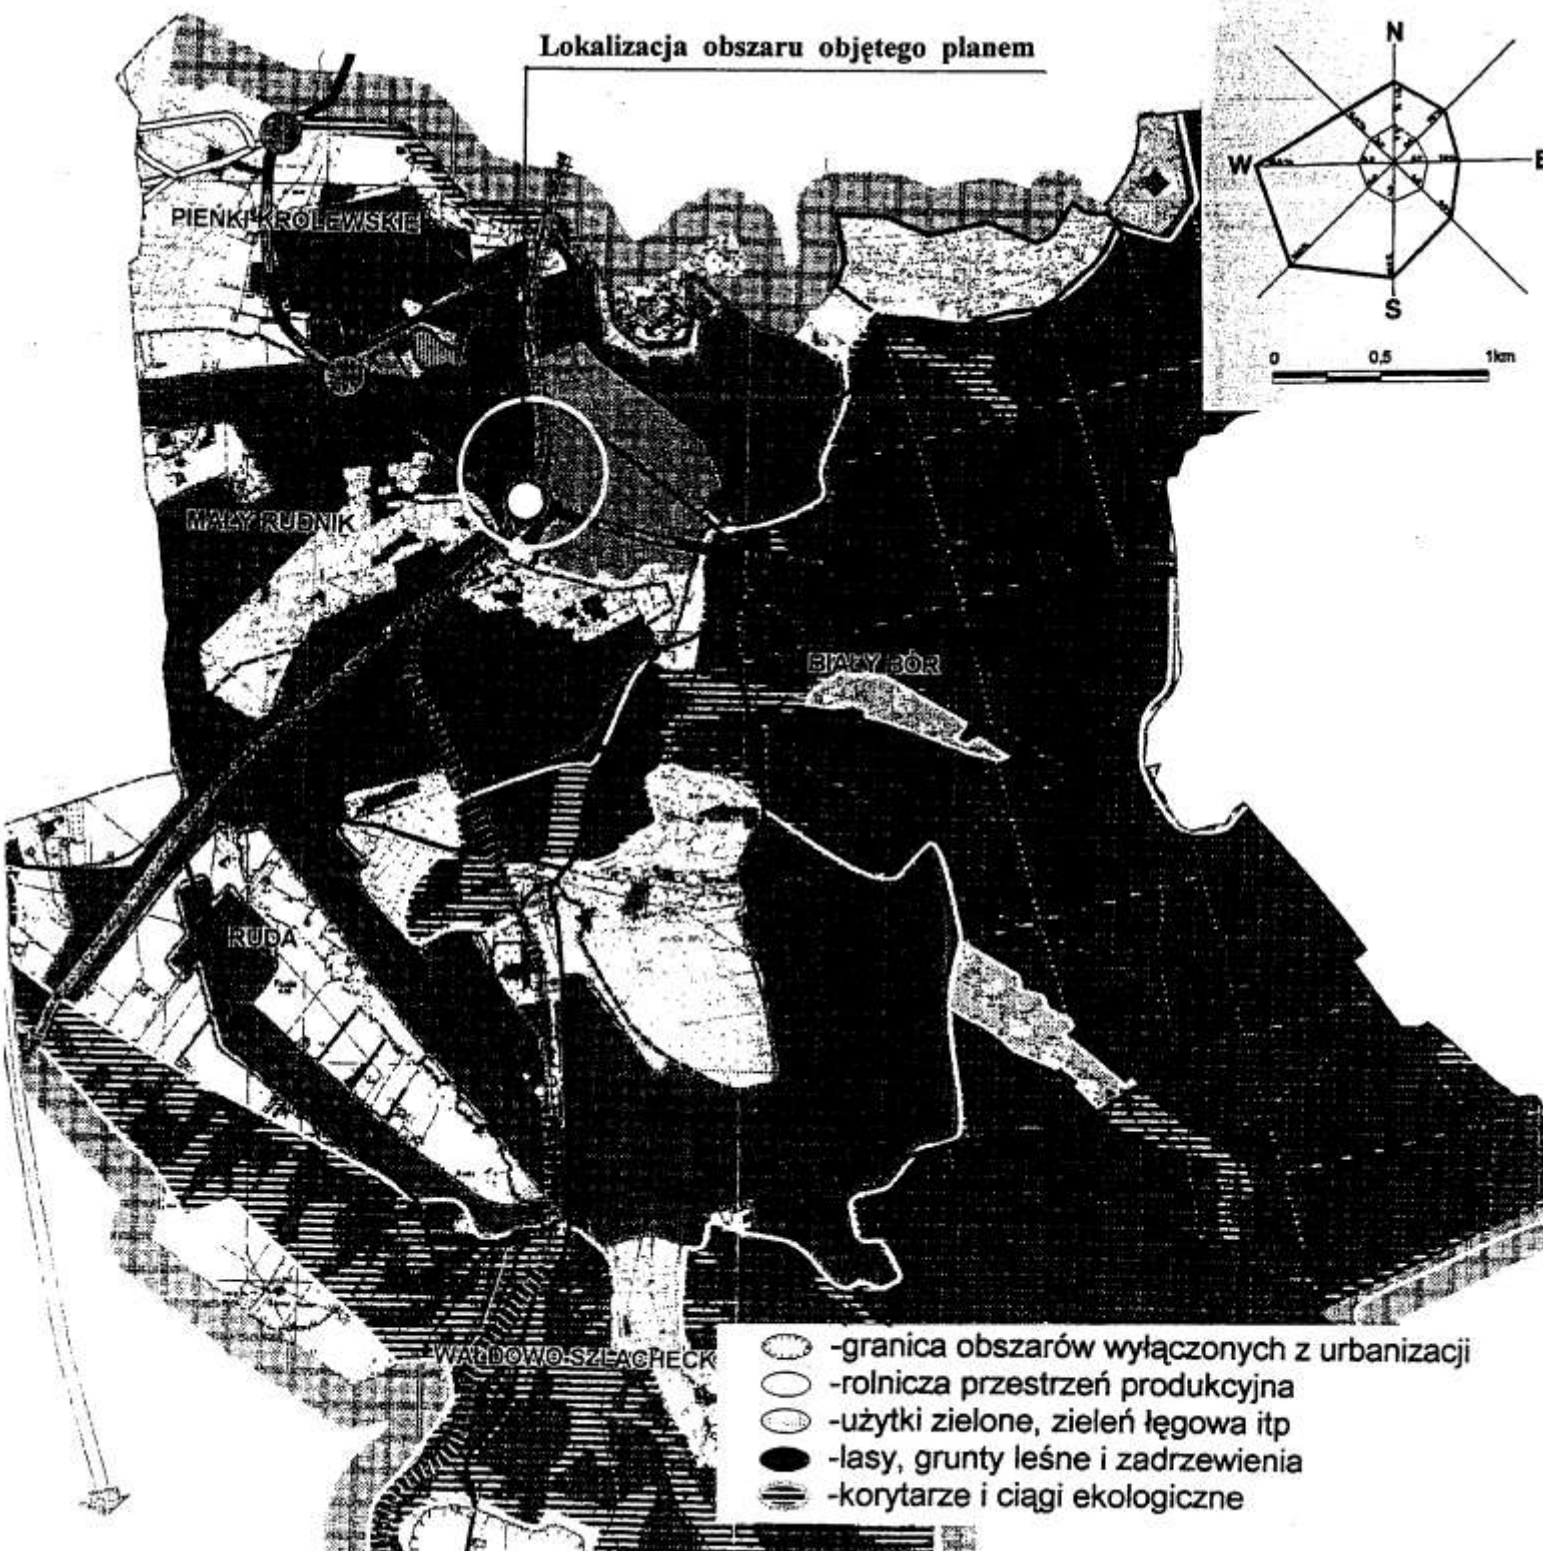 Lokalizacja obszaru objętego planem
N
W
E
S
0 0.5 1km
PIEŃKI KRÓLEWSKIE
MAŁY RUDNIK
BIAŁY BÓR
RUDA
WAŁDOWO SZLACHECK
-granica obszarów wyłączonych z urbanizacji
-rolnicza przestrzeń produkcyjna
-użytki zielone, zieleń łęgowa itp
-lasy, grunty leśne i zadrzewienia
-korytarze i ciągi ekologiczne